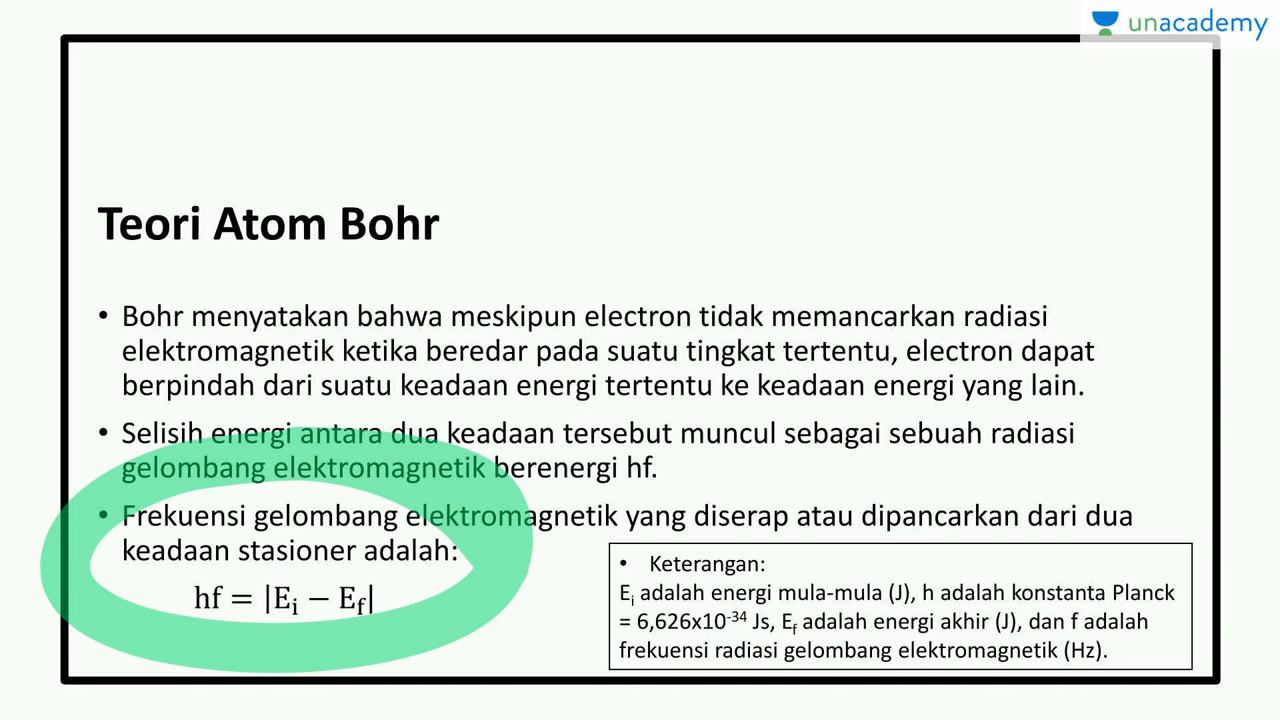 unacademy
Teori Atom Bohr
• Bohr menyatakan bahwa meskipun electron tidak memancarkan radiasi
elektromagnetik ketika beredar pada suatu tingkat tertentu, electron dapat
berpindah dari suatu keadaan energi tertentu ke keadaan energi yang lain.
• Selisih energi antara dua keadaan tersebut muncul sebagai sebuah radiasi
gelombang elektromagnetik berenergi hf.
• Frekuensi gelombang elektromagnetik yang diserap atau dipancarkan dari dua
keadaan stasioner adalah:
hf = |Eᵢ − E_f|
• Keterangan:
Eᵢ adalah energi mula-mula (J), h adalah konstanta Planck
= 6,626x10⁻³⁴ Js, E_f adalah energi akhir (J), dan f adalah
frekuensi radiasi gelombang elektromagnetik (Hz).